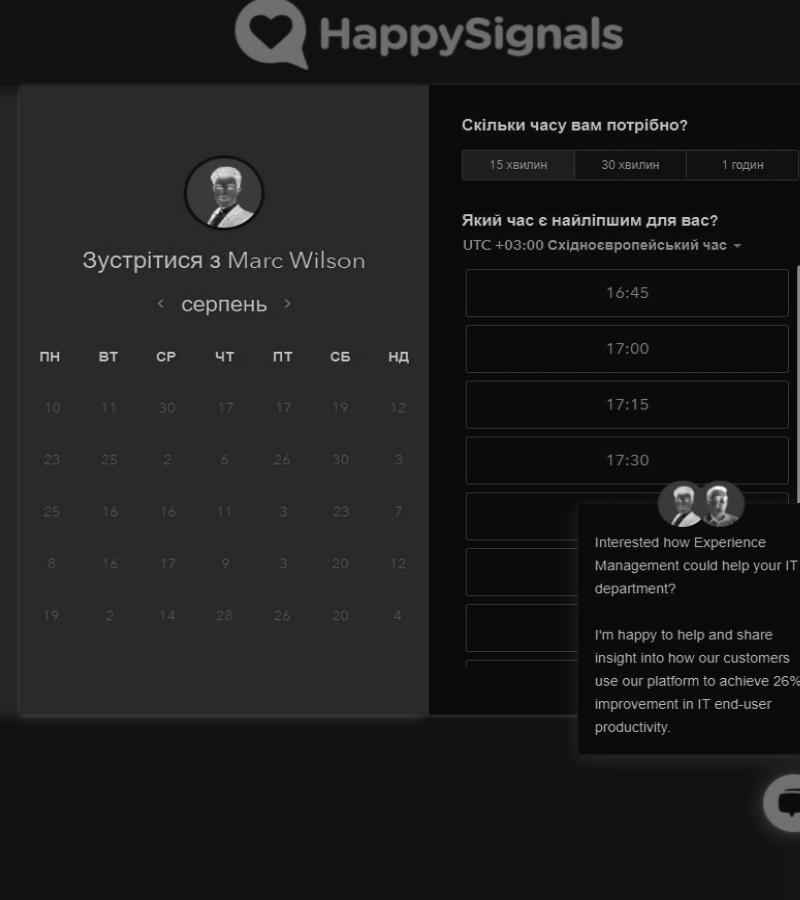 HappySignals
Зустрітися з Marc Wilson
серпень
ПН ВТ СР ЧТ ПТ СБ НД
10 11 30 17 17 19 12
23 25 2 6 26 30 3
25 16 16 11 3 23 7
8 16 17 9 3 20 12
19 2 14 28 26 20 4
Скільки часу вам потрібно?
15 хвилин 30 хвилин 1 годин
Який час є найліпшим для вас?
UTC +03:00 Східноєвропейський час
16:45
17:00
17:15
17:30
Interested how Experience
Management could help your IT
department?
I'm happy to help and share
insight into how our customers
use our platform to achieve 26%
improvement in IT end-user
productivity.